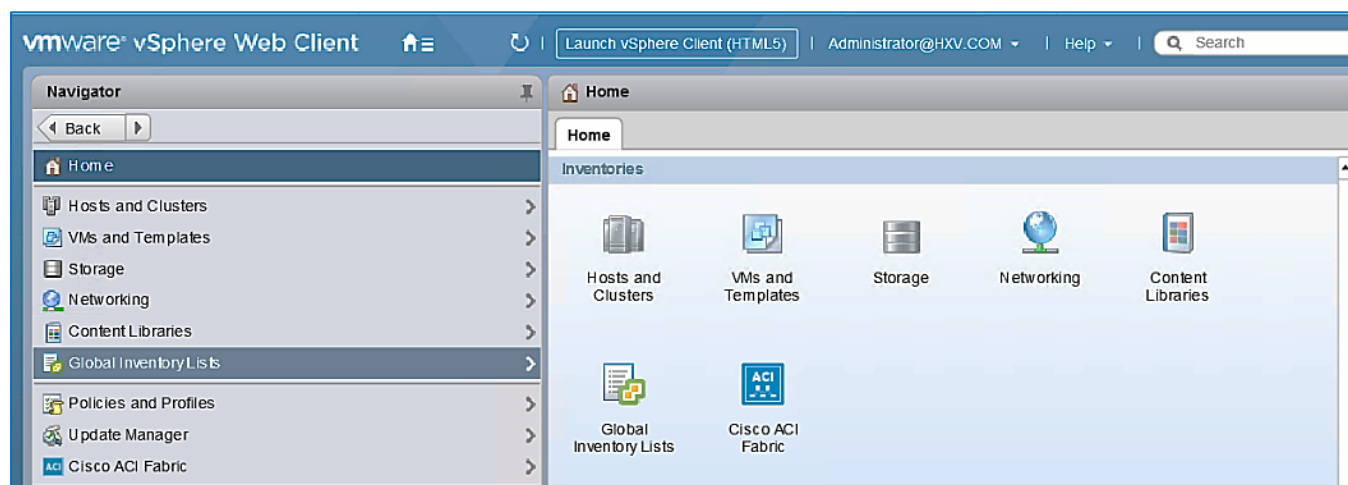 vmware® vSphere Web Client
Launch vSphere Client (HTML5) | Administrator@HXV.COM | Help | Search
Navigator
Back
Home
Hosts and Clusters
VMs and Templates
Storage
Networking
Content Libraries
Global Inventory Lists
Policies and Profiles
Update Manager
ACI Cisco ACI Fabric
Home
Home
Inventories
Hosts and
Clusters
VMs and
Templates
Storage
Networking
Content
Libraries
Global
Inventory Lists
ACI
Cisco ACI
Fabric